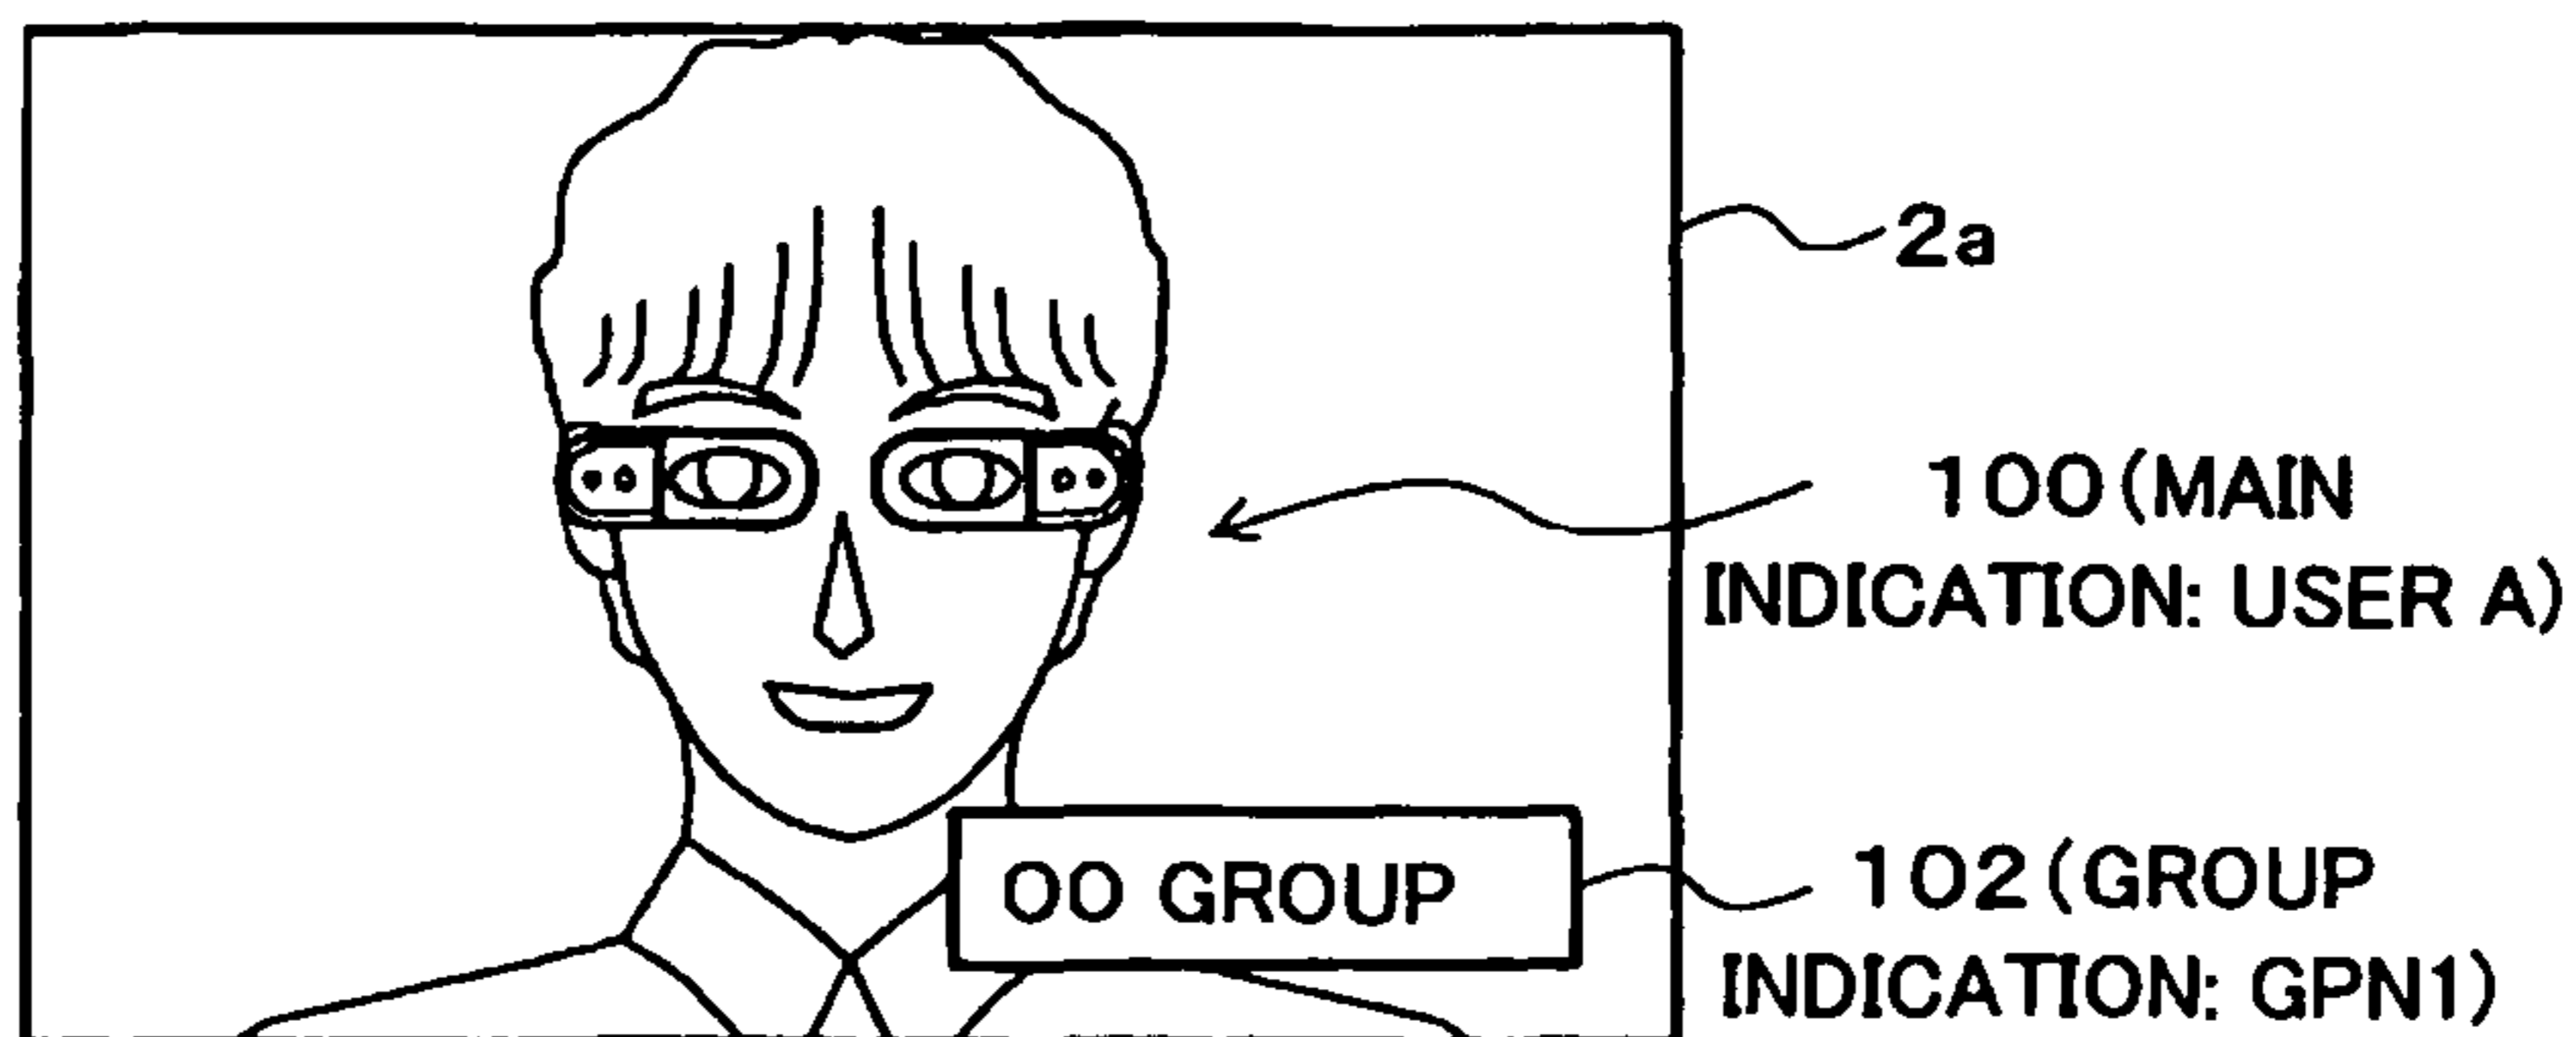 2a
100(MAIN
INDICATION: USER A)
OO GROUP
102(GROUP
INDICATION: GPN1)